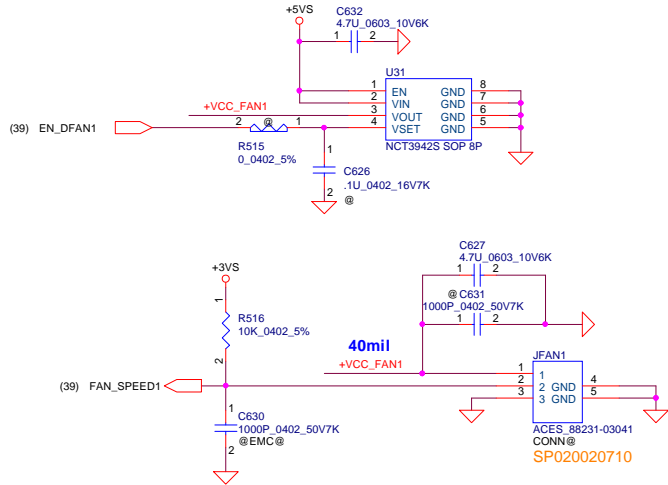 +5VS
C632
4.7U_0603_10V6K
1 2
U31
1 EN GND 8
2 VIN GND 7
3 VOUT GND 6
4 VSET GND 5
NCT3942S SOP 8P
+VCC_FAN1
(39) EN_DFAN1
2 @ 1
R515
0_0402_5%
1
C626
.1U_0402_16V7K
2
@
C627
4.7U_0603_10V6K
1 2
@C631
1000P_0402_50V7K
1 2
+3VS
1
R516
10K_0402_5%
2
40mil
+VCC_FAN1
JFAN1
1 1
2 2 GND 4
3 3 GND 5
ACES_88231-03041
CONN@
SP020020710
(39) FAN_SPEED1
1
C630
1000P_0402_50V7K
@EMC@
2